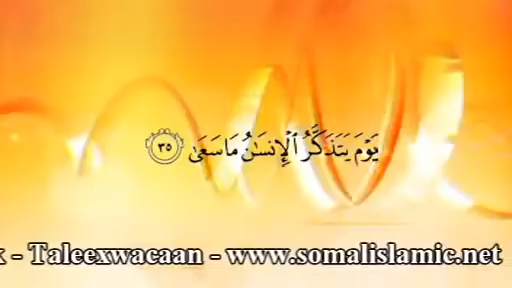 يَوْمَ يَتَذَكَّرُ ٱلْإِنسَٰنُ مَا سَعَىٰ ٣٥
- Taleexwacaan - www.somalislamic.net